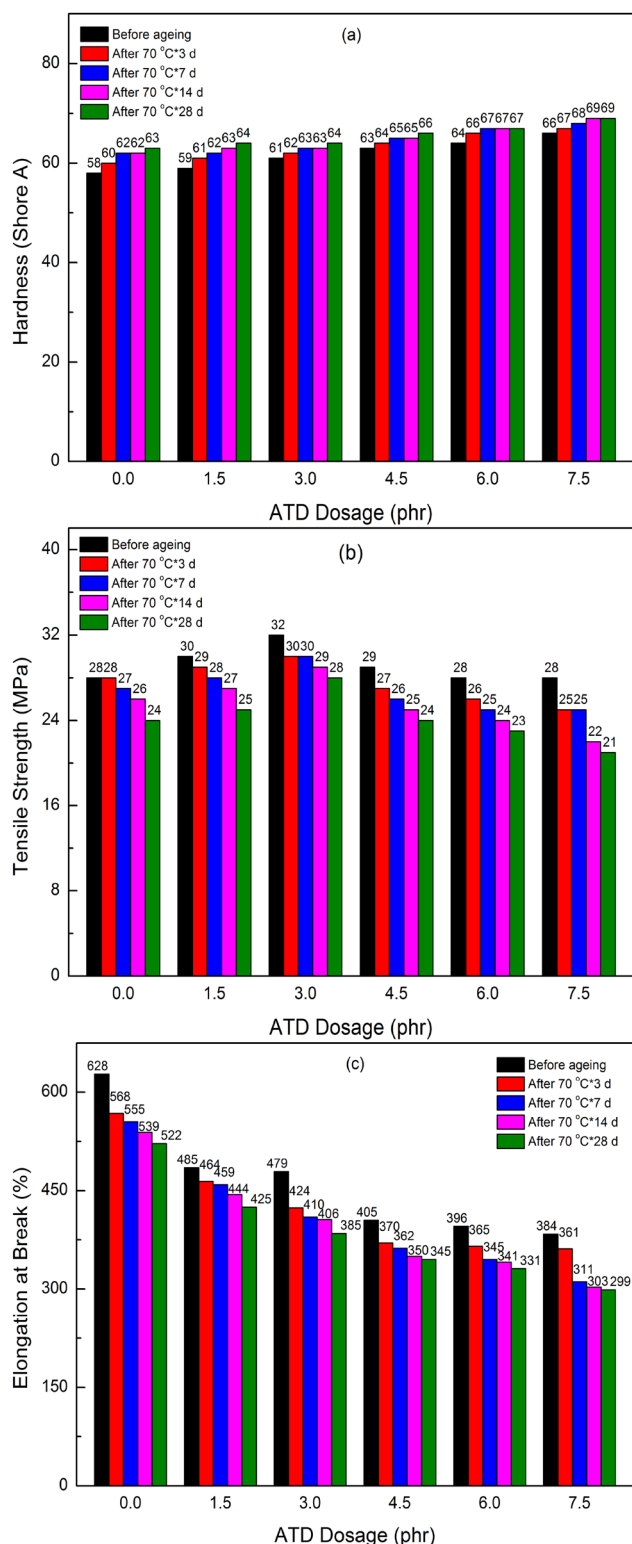 (a)
Before ageing
After 70 °C*3 d
After 70 °C*7 d
After 70 °C*14 d
After 70 °C*28 d
Hardness (Shore A)
80
60
40
20
0
58 60 62 62 63
59 61 62 63 64
61 62 63 63 64
63 64 65 65 66
64 66 67 67 67
66 67 68 69 69
0.0 1.5 3.0 4.5 6.0 7.5
ATD Dosage (phr)
(b)
Before ageing
After 70 °C*3 d
After 70 °C*7 d
After 70 °C*14 d
After 70 °C*28 d
Tensile Strength (MPa)
40
32
24
16
8
0
28 28 27 26 24
30 29 28 27 25
32 30 30 29 28
29 27 26 25 24
28 26 25 24 23
28 25 25 22 21
0.0 1.5 3.0 4.5 6.0 7.5
ATD Dosage (phr)
(c)
Before ageing
After 70 °C*3 d
After 70 °C*7 d
After 70 °C*14 d
After 70 °C*28 d
Elongation at Break (%)
600
450
300
150
0
628 568 555 539 522
485 464 459 444 425
479 424 410 406 385
405 370 362 350 345
396 365 345 341 331
384 361 311 303 299
0.0 1.5 3.0 4.5 6.0 7.5
ATD Dosage (phr)